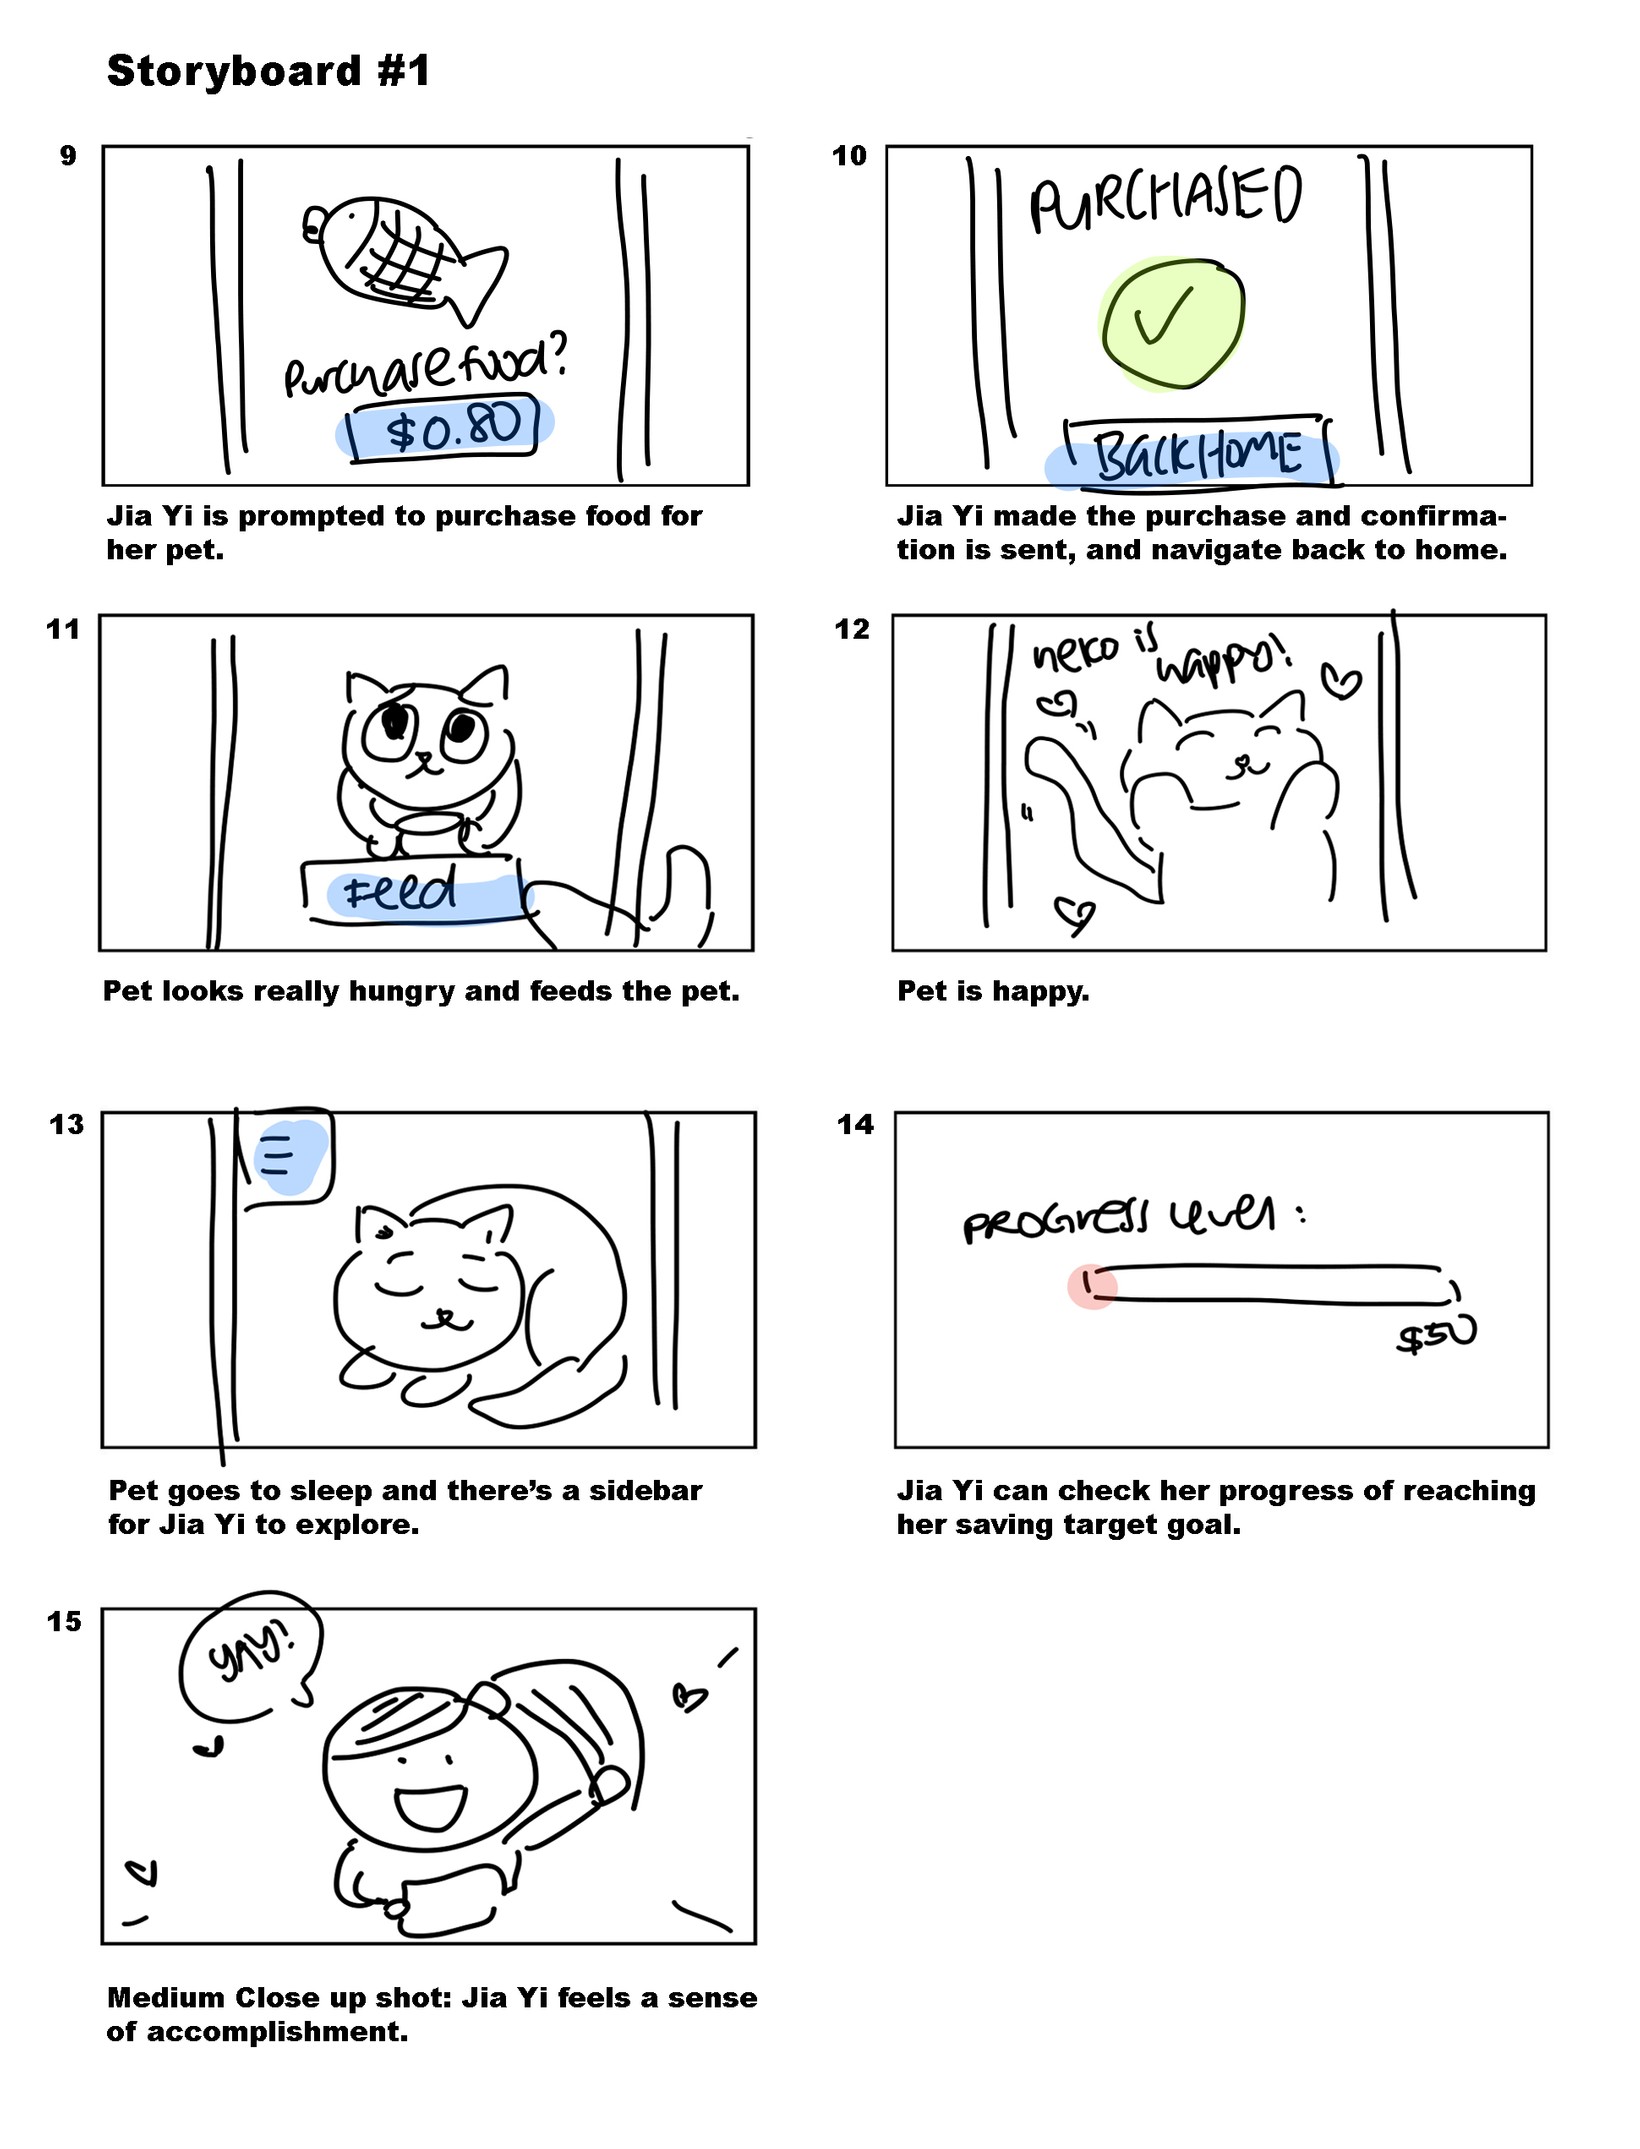 Storyboard #1
9
Purchase food?
$0.80
Jia Yi is prompted to purchase food for
her pet.
10
PURCHASED
BACK HOME
Jia Yi made the purchase and confirma-
tion is sent, and navigate back to home.
11
Feed
Pet looks really hungry and feeds the pet.
12
neko is
happy!
Pet is happy.
13
Pet goes to sleep and there's a sidebar
for Jia Yi to explore.
14
PROGRESS level:
$50
Jia Yi can check her progress of reaching
her saving target goal.
15
YAY!
Medium Close up shot: Jia Yi feels a sense
of accomplishment.